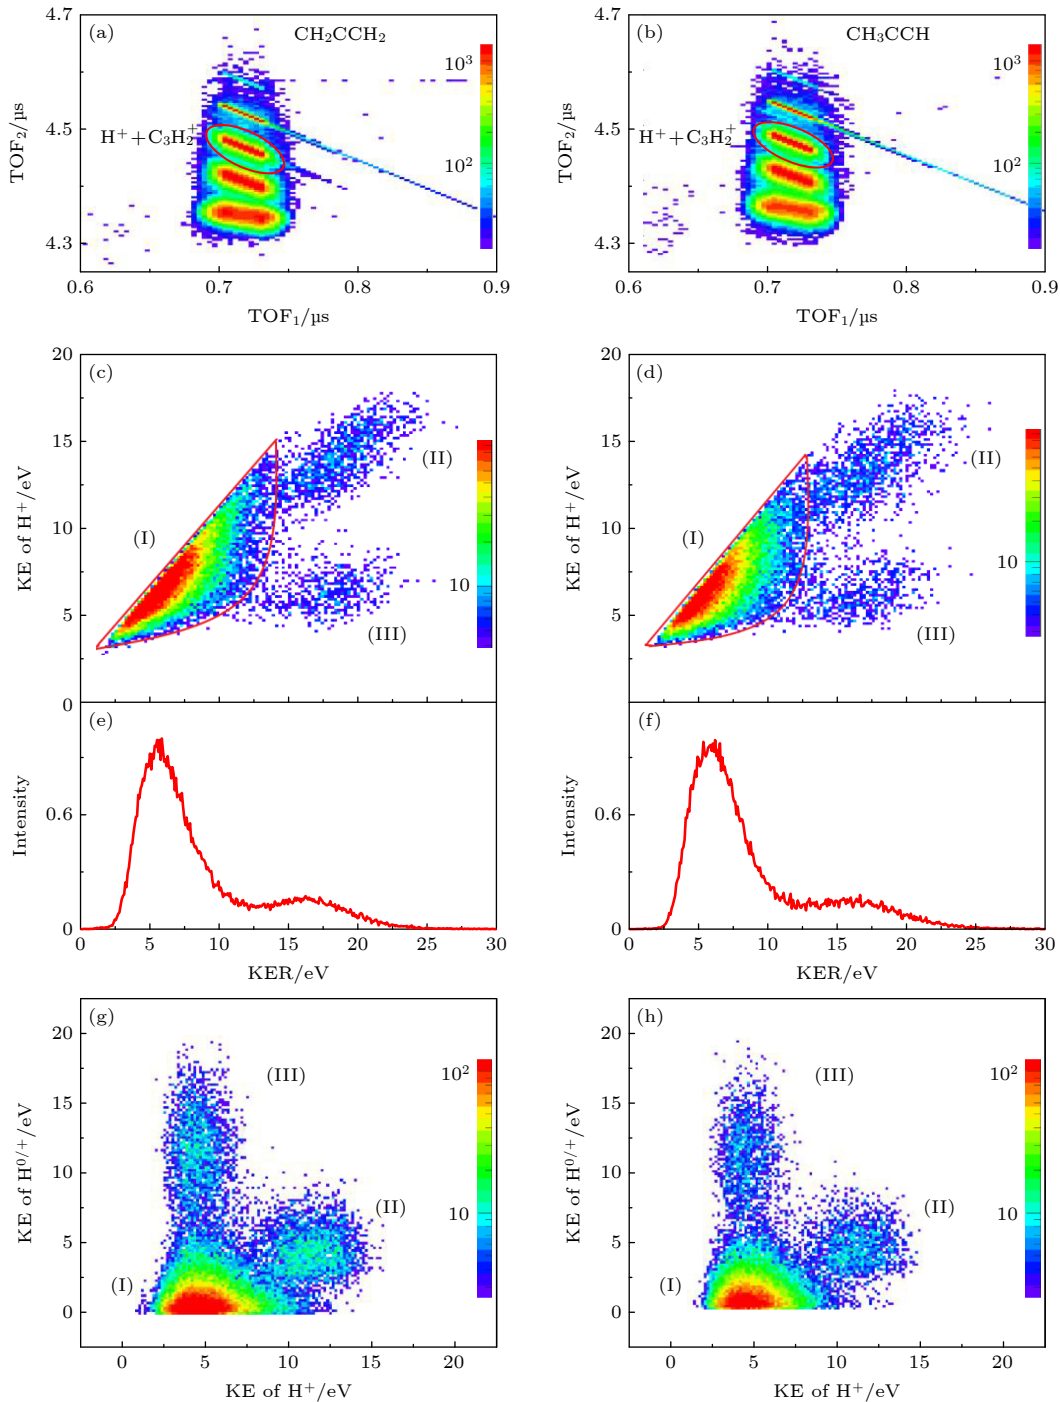 4.7
(a)
CH₂CCH₂
10³
TOF₂/µs
4.5
H⁺+C₃H₂⁺
10²
4.3
0.6
0.7
0.8
0.9
TOF₁/µs
4.7
(b)
CH₃CCH
10³
TOF₂/µs
4.5
H⁺+C₃H₂⁺
10²
4.3
0.6
0.7
0.8
0.9
TOF₁/µs
20
(c)
15
(II)
KE of H⁺/eV
(I)
10
10
5
(III)
0
20
(d)
15
(II)
KE of H⁺/eV
(I)
10
10
5
(III)
0
(e)
Intensity
0.6
0
0
5
10
15
20
25
30
KER/eV
(f)
Intensity
0.6
0
0
5
10
15
20
25
30
KER/eV
(g)
20
(III)
10²
15
KE of H⁰ᐟ⁺/eV
10
(II)
10
5
(I)
0
0
5
10
15
20
KE of H⁺/eV
(h)
20
(III)
10²
15
KE of H⁰ᐟ⁺/eV
10
(II)
10
5
(I)
0
0
5
10
15
20
KE of H⁺/eV